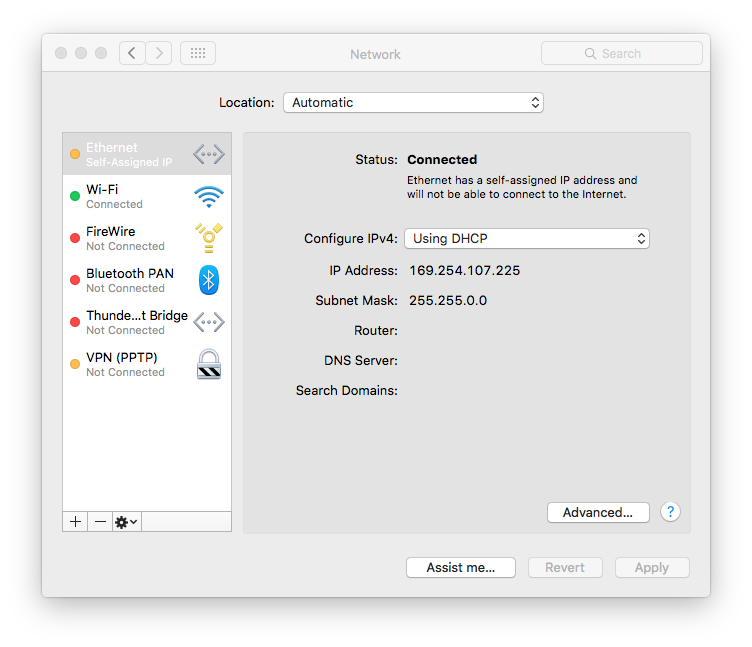 Network
Search
Location: Automatic
Ethernet
Self-Assigned IP
Wi-Fi
Connected
FireWire
Not Connected
Bluetooth PAN
Not Connected
Thunde...t Bridge
Not Connected
VPN (PPTP)
Not Connected
Status: Connected
Ethernet has a self-assigned IP address and
will not be able to connect to the Internet.
Configure IPv4: Using DHCP
IP Address: 169.254.107.225
Subnet Mask: 255.255.0.0
Router:
DNS Server:
Search Domains:
Advanced... ?
Assist me... Revert Apply